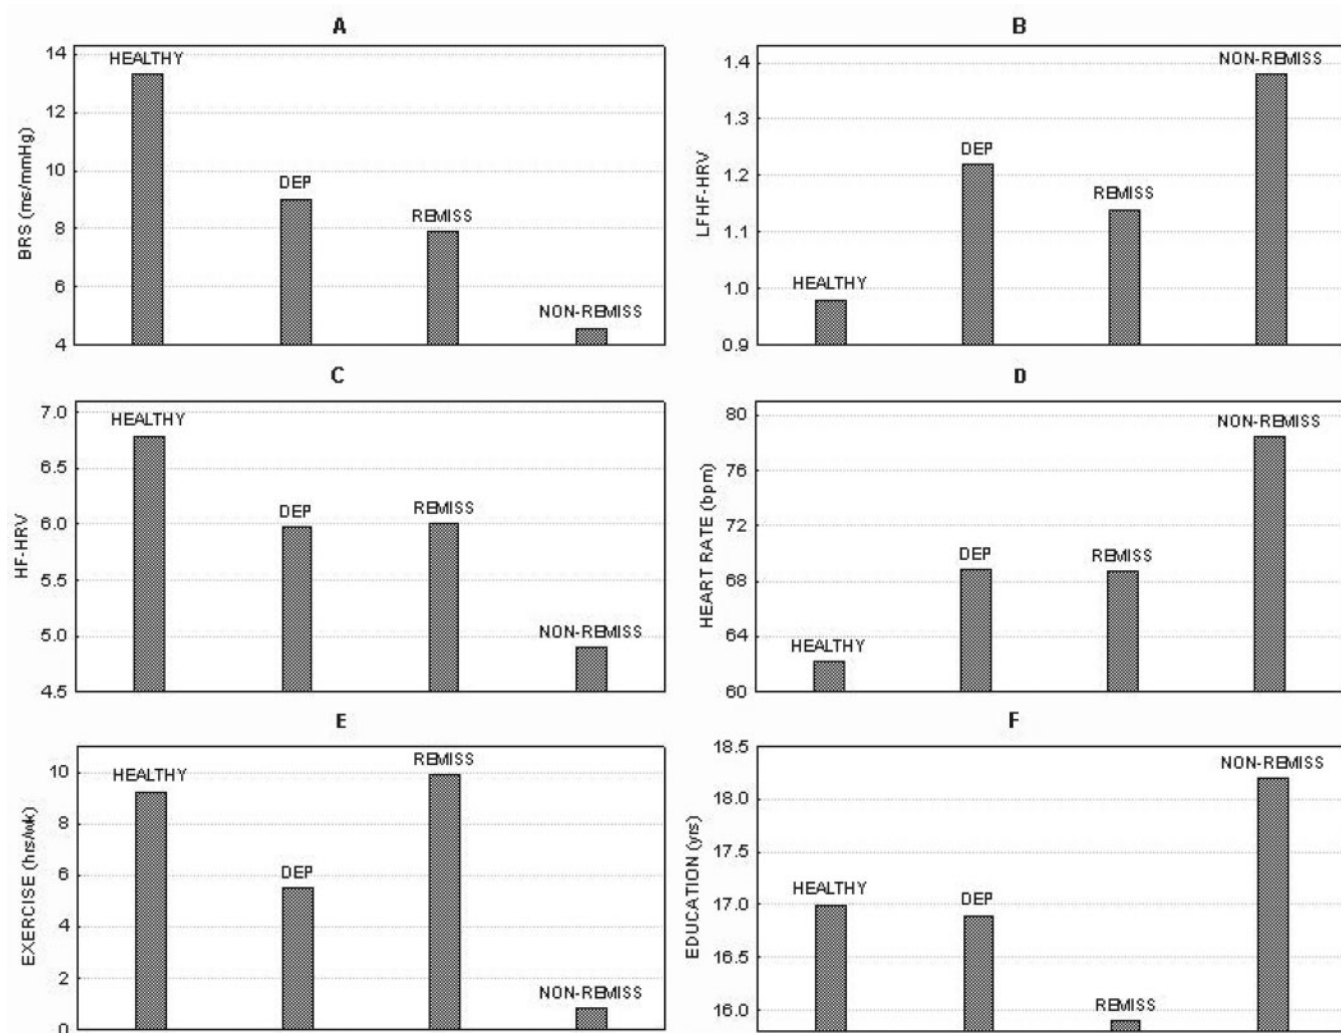 A
BRS (ms/mmHg)
14
12
10
8
6
4
HEALTHY
DEP
REMISS
NON-REMISS
B
LFHF-HRV
1.4
1.3
1.2
1.1
1.0
0.9
HEALTHY
DEP
REMISS
NON-REMISS
C
HF-HRV
7.0
6.5
6.0
5.5
5.0
4.5
HEALTHY
DEP
REMISS
NON-REMISS
D
HEART RATE (bpm)
80
76
72
68
64
60
HEALTHY
DEP
REMISS
NON-REMISS
E
EXERCISE (hrs/wk)
10
8
6
4
2
0
HEALTHY
DEP
REMISS
NON-REMISS
F
EDUCATION (yrs)
18.5
18.0
17.5
17.0
16.5
16.0
HEALTHY
DEP
REMISS
NON-REMISS